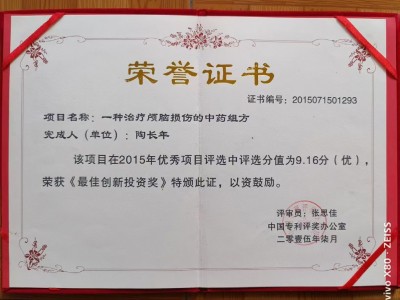 荣誉证书
证书编号：2015071501293
项目名称：一种治疗颅脑损伤的中药组方
完成人（单位）：陶长年
该项目在2015年优秀项目评选中评选分值为9.16分（优），
荣获《最佳创新投资奖》特颁此证，以资鼓励。
评审员：张思佳
中国专利评奖办公室
二零壹伍年柒月
vivo X80 · ZEISS